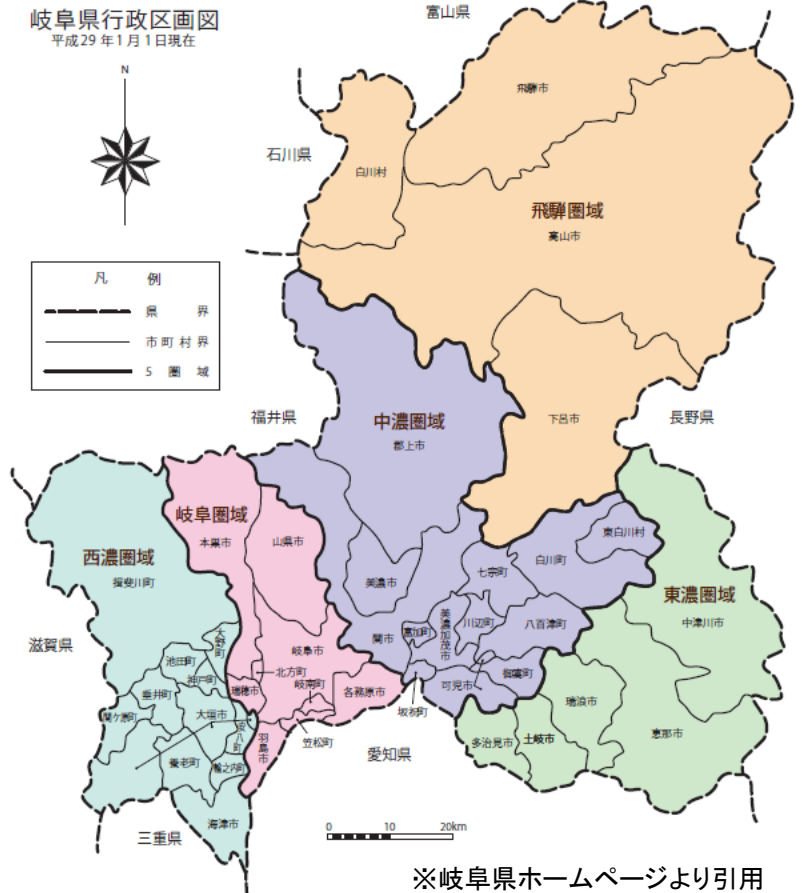 岐阜県行政区画図
平成29年1月1日現在
N
富山県
飛騨市
石川県
白川村
飛騨圏域
高山市
凡 例
県 界
市町村界
5 圏 域
福井県
中濃圏域
郡上市
下呂市
長野県
岐阜圏域
本巣市
山県市
東白川村
白川町
七宗町
西濃圏域
揖斐川町
美濃市
東濃圏域
中津川市
滋賀県
大野町
関市
富加町
美濃加茂市
川辺町
八百津町
池田町
神戸町
岐阜市
北方町
岐南町
瑞穂市
各務原市
可児市
御嵩町
坂祝町
垂井町
関ケ原町
大垣市
安八町
羽島市
笠松町
瑞浪市
恵那市
土岐市
多治見市
愛知県
養老町
輪之内町
海津市
三重県
0 10 20km
※岐阜県ホームページより引用